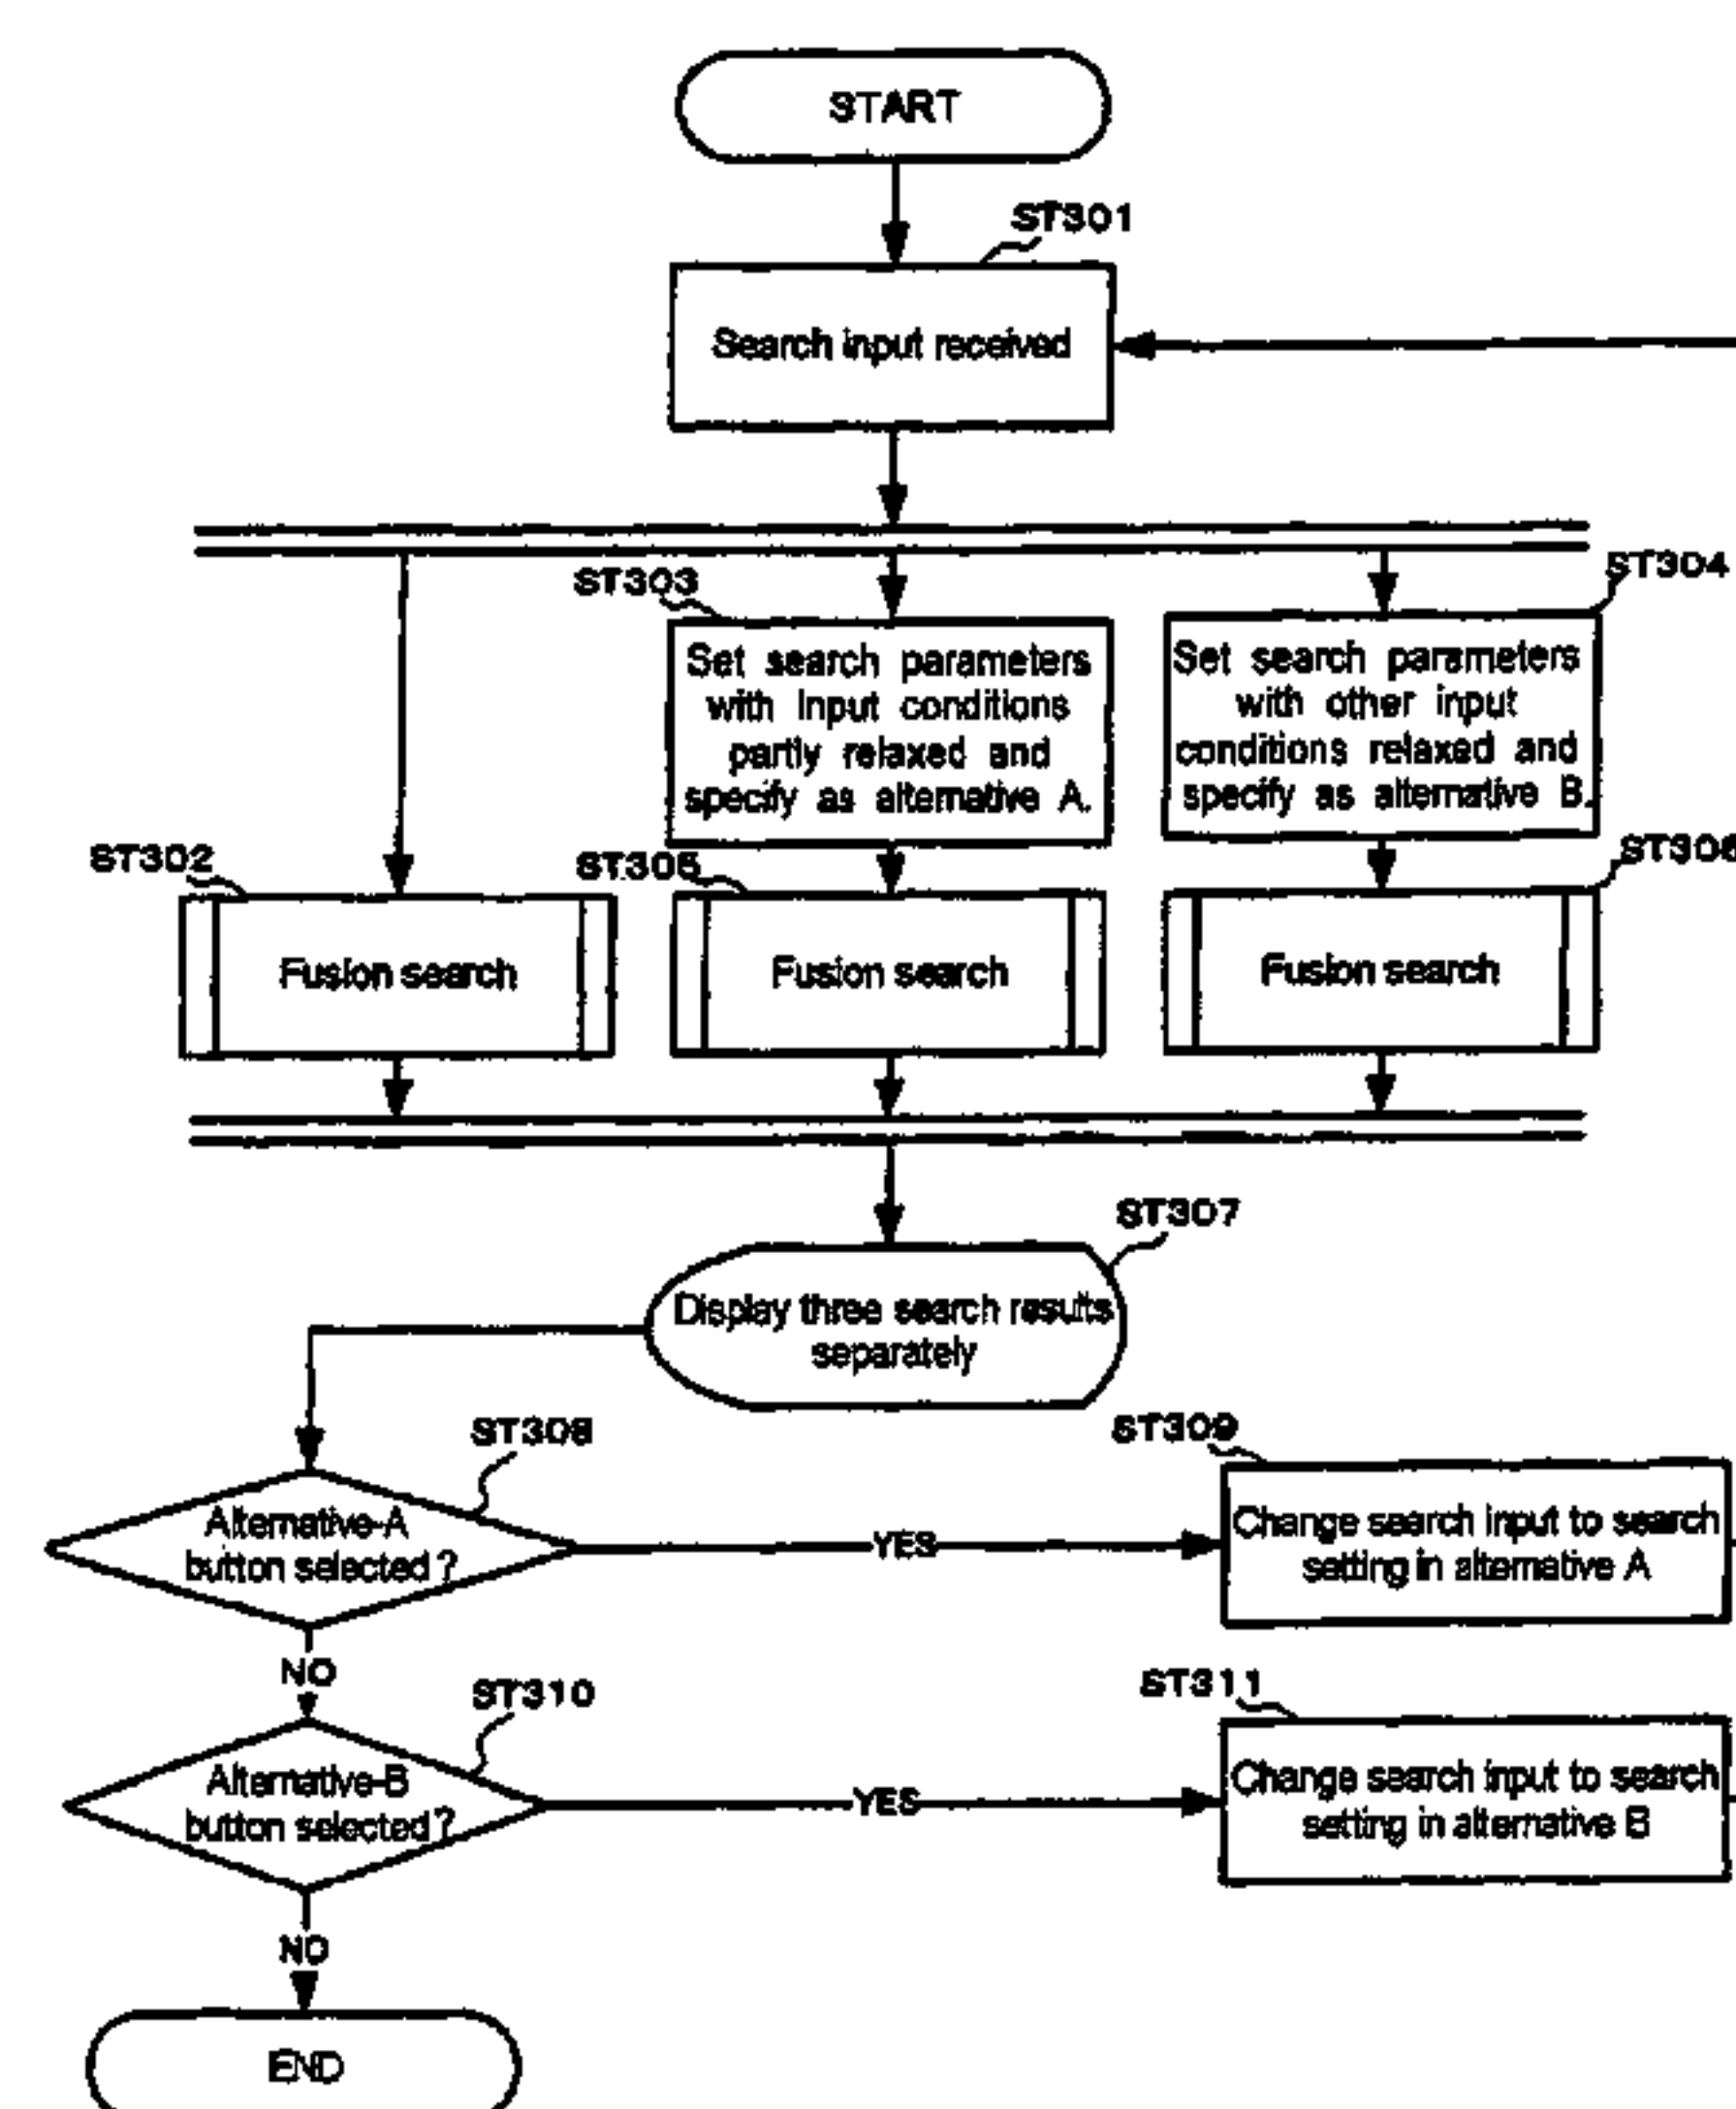 START
ST301
Search input received
ST303
ST304
Set search parameters
with input conditions
partly relaxed and
specify as alternative A.
Set search parameters
with other input
conditions relaxed and
specify as alternative B.
ST302
ST305
ST306
Fusion search
Fusion search
Fusion search
ST307
Display three search results
separately
ST308
ST309
Alternative-A
button selected?
YES
Change search input to search
setting in alternative A
NO
ST310
ST311
Alternative-B
button selected?
YES
Change search input to search
setting in alternative B
NO
END